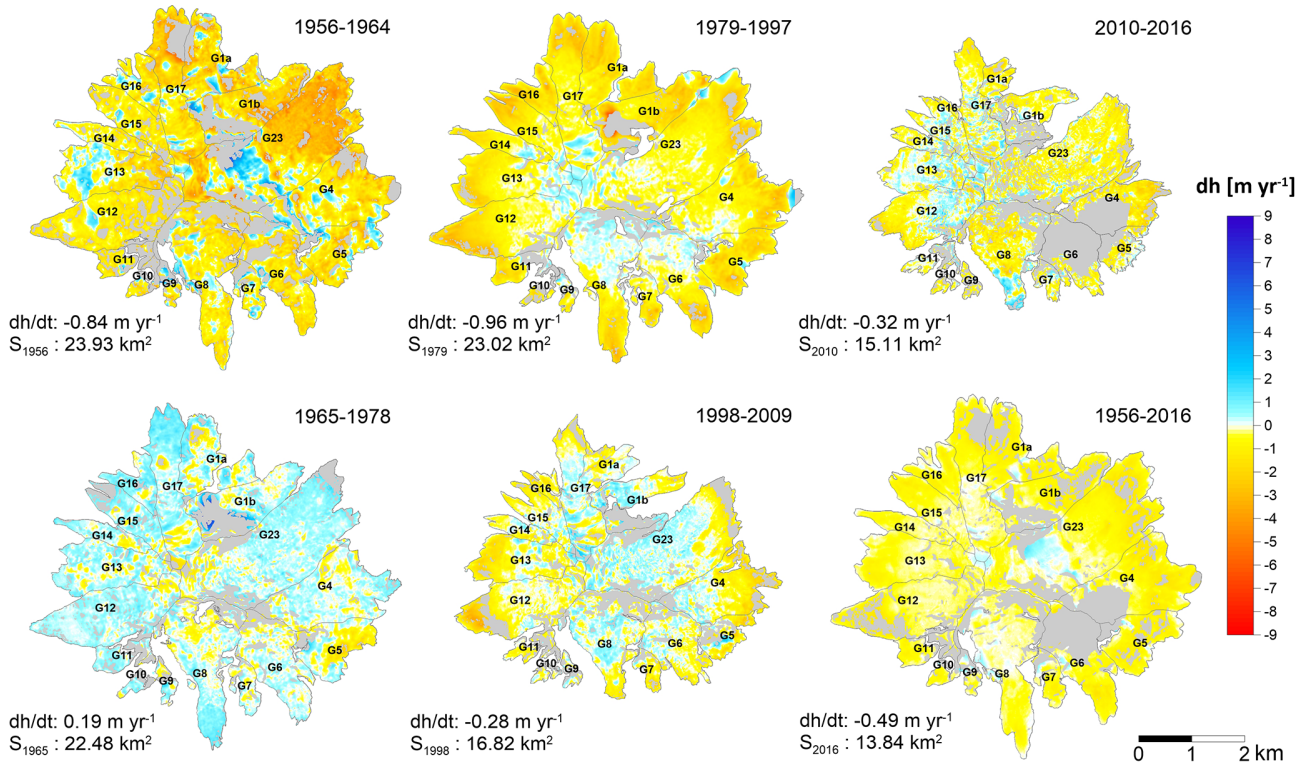 1956-1964
G1a
G16
G17
G1b
G15
G14
G23
G13
G4
G12
G11
G5
G10
G9
G8
G6
G7
dh/dt: -0.84 m yr-1
S1956 : 23.93 km2
1979-1997
G1a
G16
G17
G1b
G15
G14
G23
G13
G4
G12
G11
G5
G10
G9
G8
G6
G7
dh/dt: -0.96 m yr-1
S1979 : 23.02 km2
2010-2016
G1a
G16
G17
G1b
G15
G14
G23
G13
G4
G12
G11
G8
G6
G5
G10
G9
G7
dh/dt: -0.32 m yr-1
S2010 : 15.11 km2
dh [m yr-1]
9
8
7
6
5
4
3
2
1
0
-1
-2
-3
-4
-5
-6
-7
-8
-9
1965-1978
G1a
G16
G17
G1b
G15
G14
G23
G13
G4
G12
G11
G5
G10
G9
G8
G6
G7
dh/dt: 0.19 m yr-1
S1965 : 22.48 km2
1998-2009
G1a
G16
G17
G1b
G15
G14
G23
G13
G4
G12
G11
G8
G6
G5
G10
G9
G7
dh/dt: -0.28 m yr-1
S1998 : 16.82 km2
1956-2016
G1a
G16
G17
G1b
G15
G14
G23
G13
G4
G12
G11
G5
G10
G9
G8
G6
G7
dh/dt: -0.49 m yr-1
S2016 : 13.84 km2
0 1 2 km